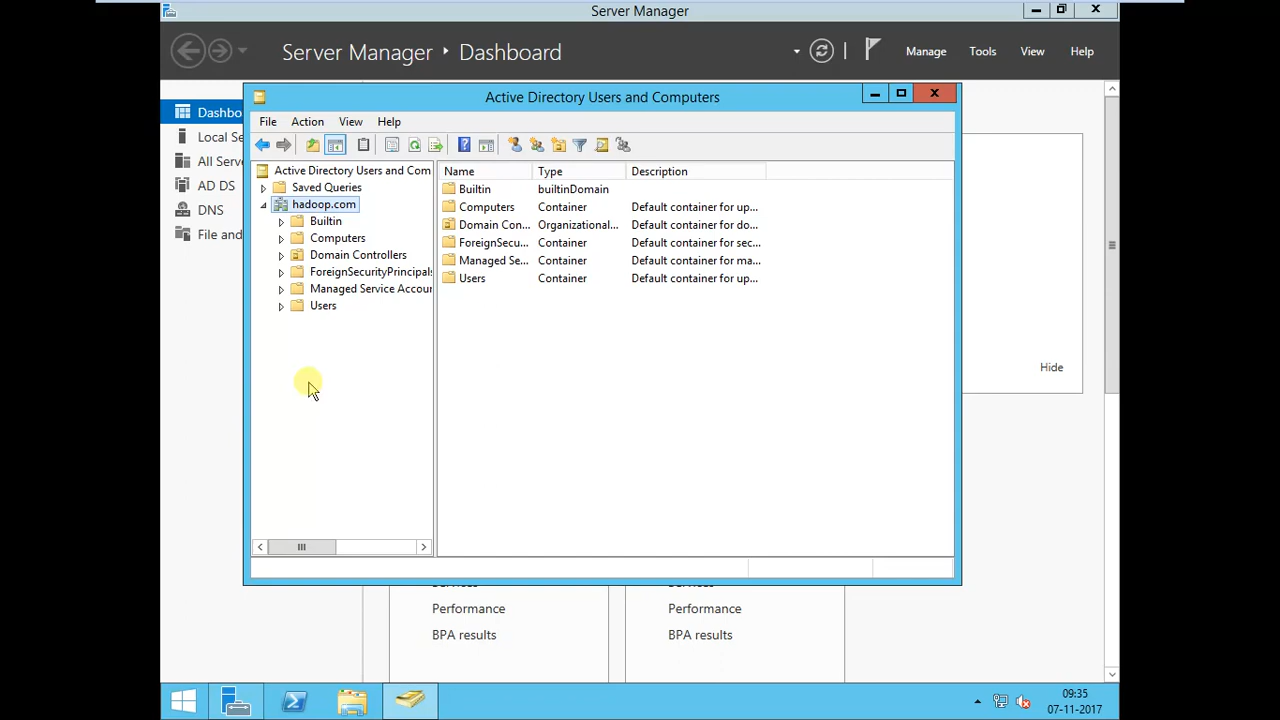 Server Manager
Server Manager Dashboard
Manage Tools View Help
Dashbo
Local Se
All Serve
AD DS
DNS
File and
Active Directory Users and Computers
File Action View Help
Active Directory Users and Com
Saved Queries
hadoop.com
Builtin
Computers
Domain Controllers
ForeignSecurityPrincipals
Managed Service Accou
Users
Name Type Description
Builtin builtinDomain
Computers Container Default container for up...
Domain Con... Organizational... Default container for do...
ForeignSecu... Container Default container for sec...
Managed Se... Container Default container for ma...
Users Container Default container for up...
Hide
Performance
BPA results
Performance
BPA results
09:35
07-11-2017